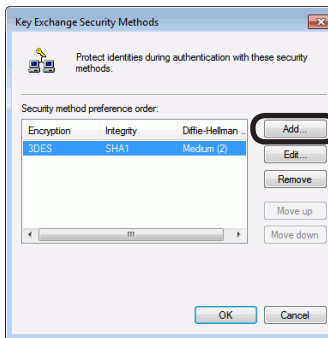 Key Exchange Security Methods
Protect identities during authentication with these security
methods.
Security method preference order:
Encryption Integrity Diffie-Hellman ...
3DES SHA1 Medium (2)
Add...
Edit...
Remove
Move up
Move down
OK Cancel